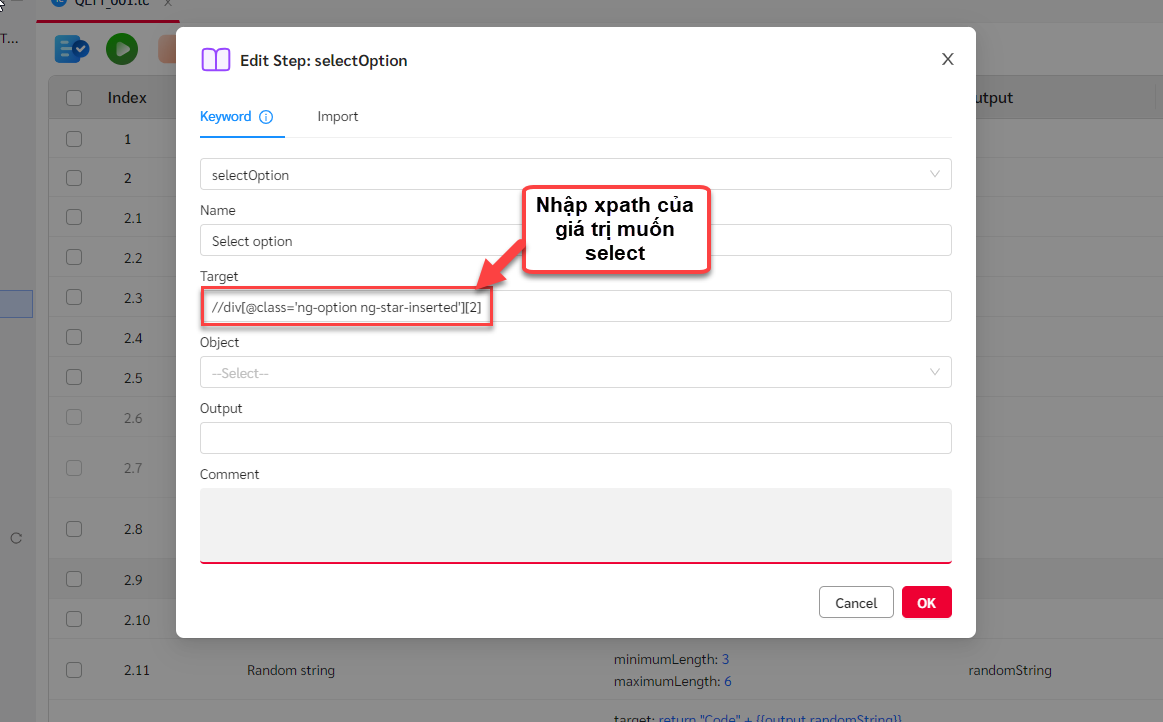 QLTT_001.tc x
T...
Edit Step: selectOption X
Keyword Import
selectOption
Name
Select option
Nhập xpath của
giá trị muốn
select
Target
//div[@class='ng-option ng-star-inserted'][2]
Object
--Select--
Output
Comment
Cancel OK
Index
1
2
2.1
2.2
2.3
2.4
2.5
2.6
2.7
2.8
2.9
2.10
2.11 Random string minimumLength: 3 randomString
maximumLength: 6
target: return "Code" + {{output.randomString}}
utput